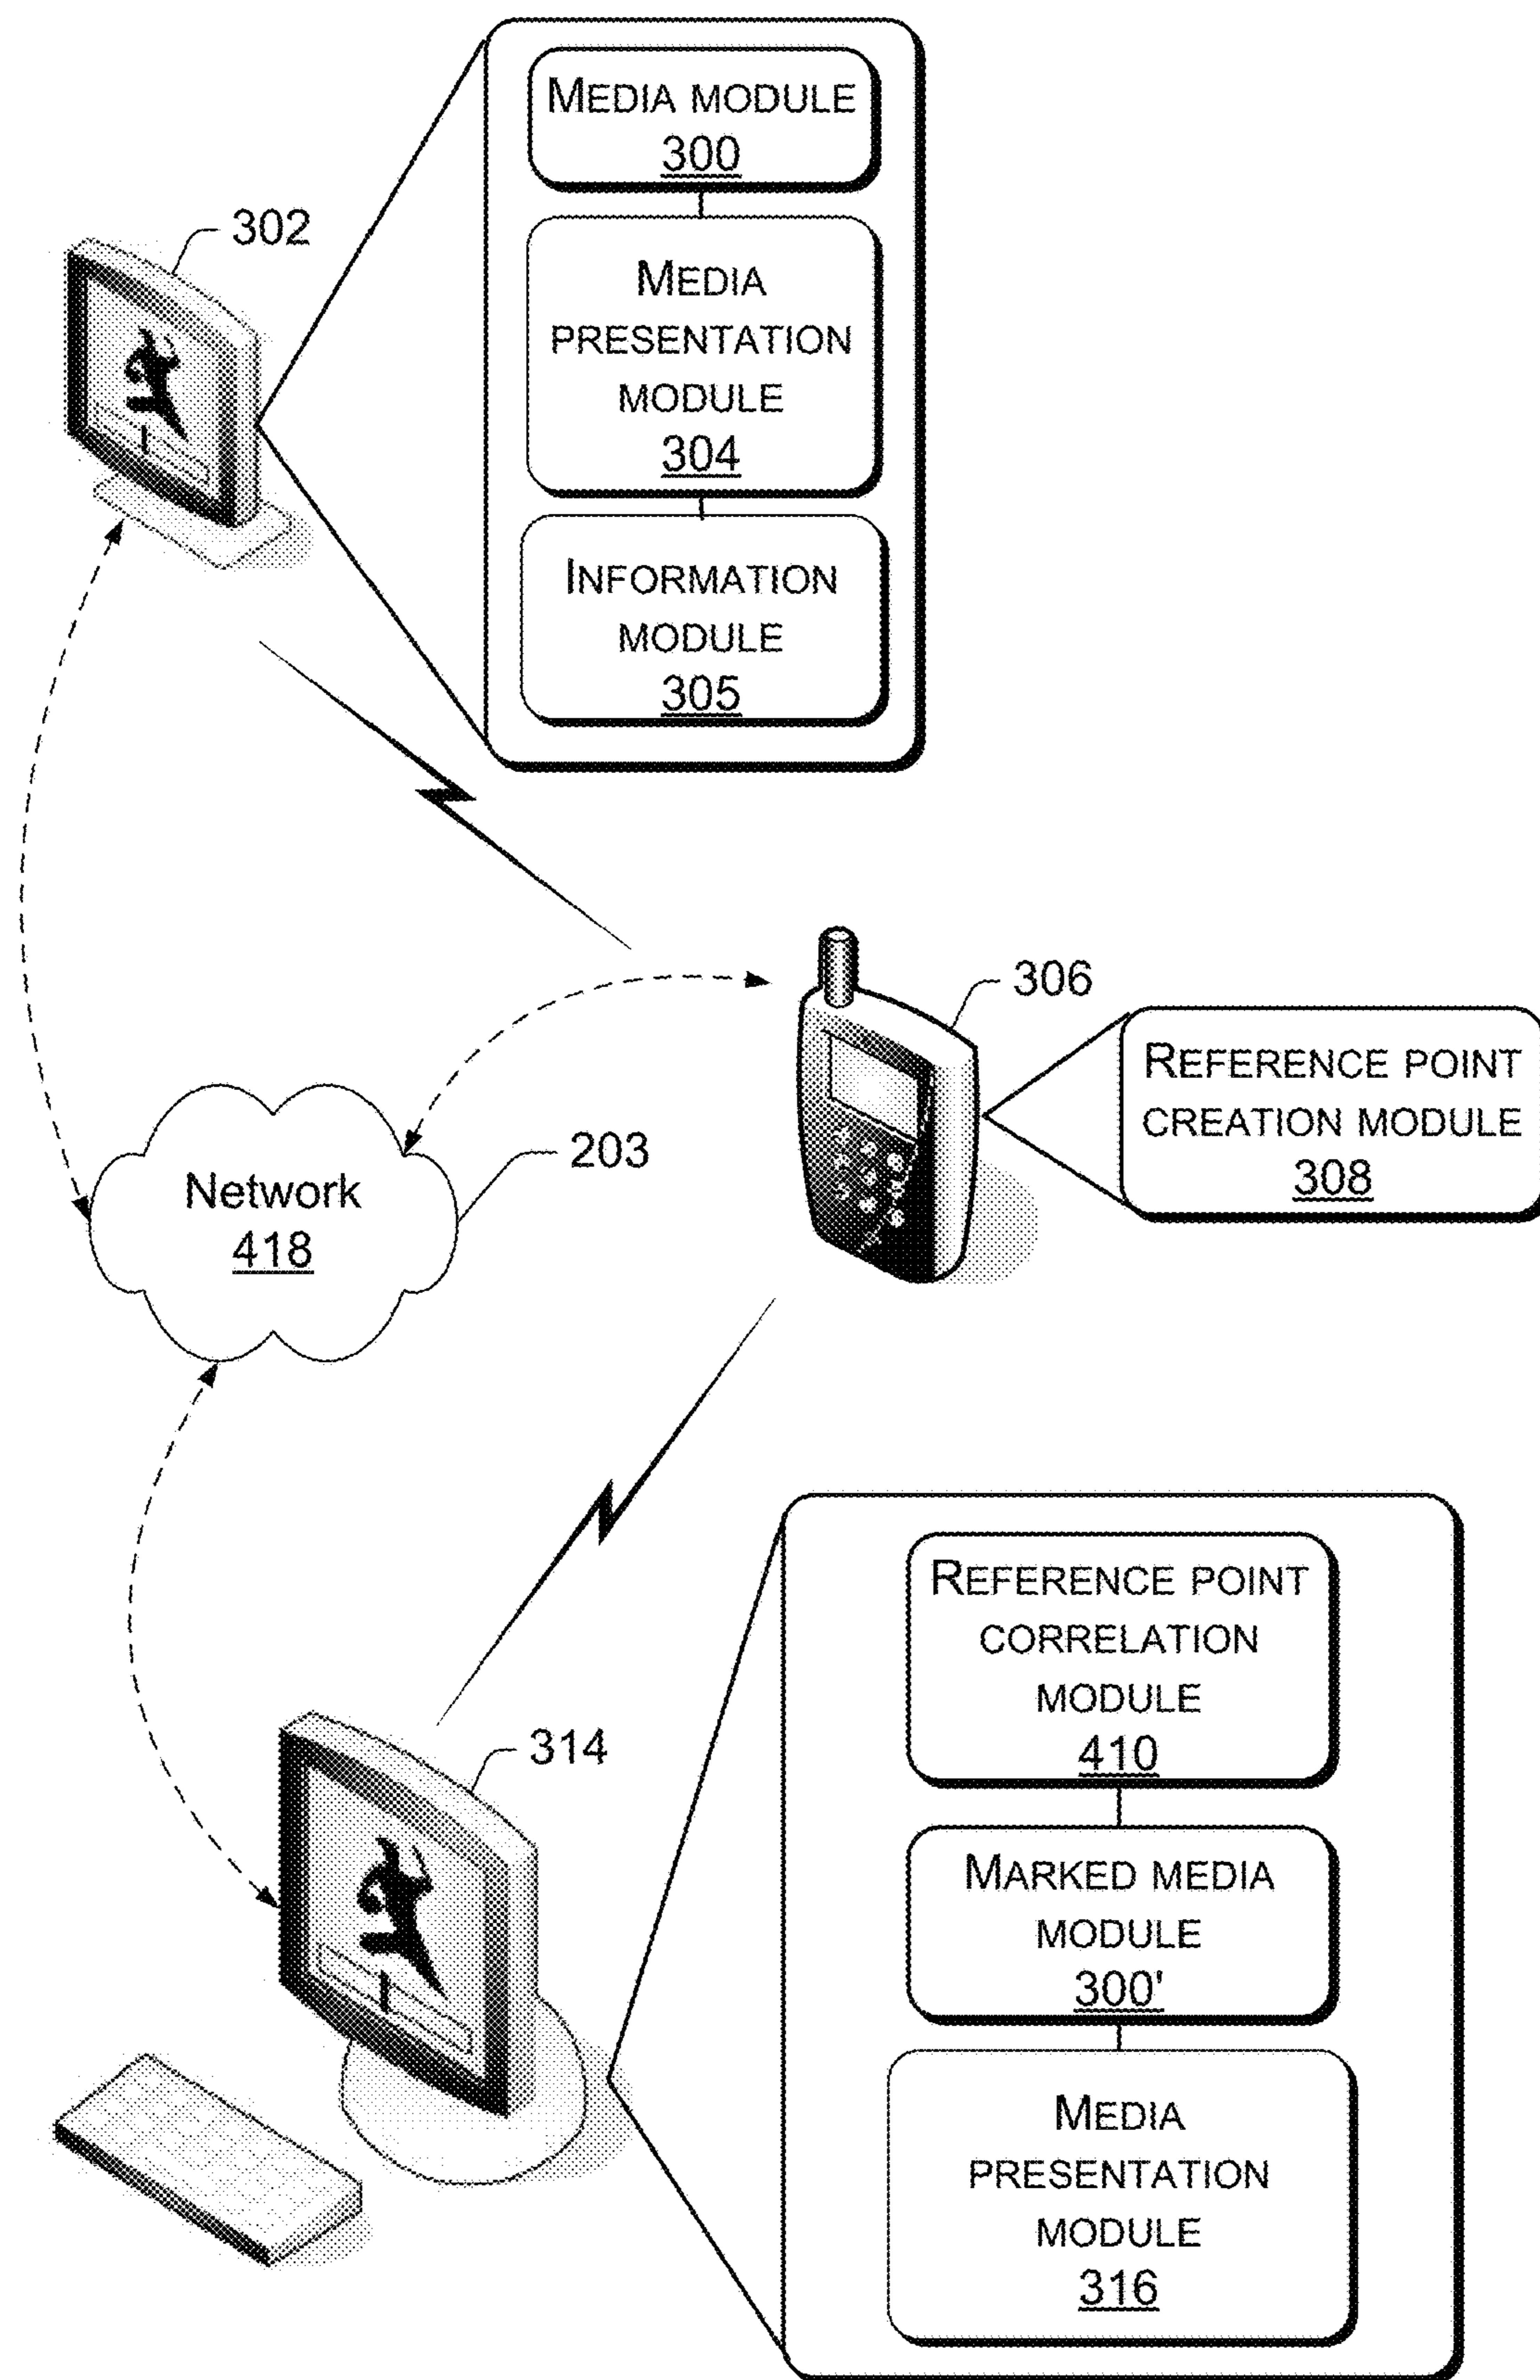 MEDIA MODULE
300
302
MEDIA
PRESENTATION
MODULE
304
INFORMATION
MODULE
305
306
REFERENCE POINT
CREATION MODULE
308
203
Network
418
REFERENCE POINT
CORRELATION
MODULE
410
314
MARKED MEDIA
MODULE
300'
MEDIA
PRESENTATION
MODULE
316